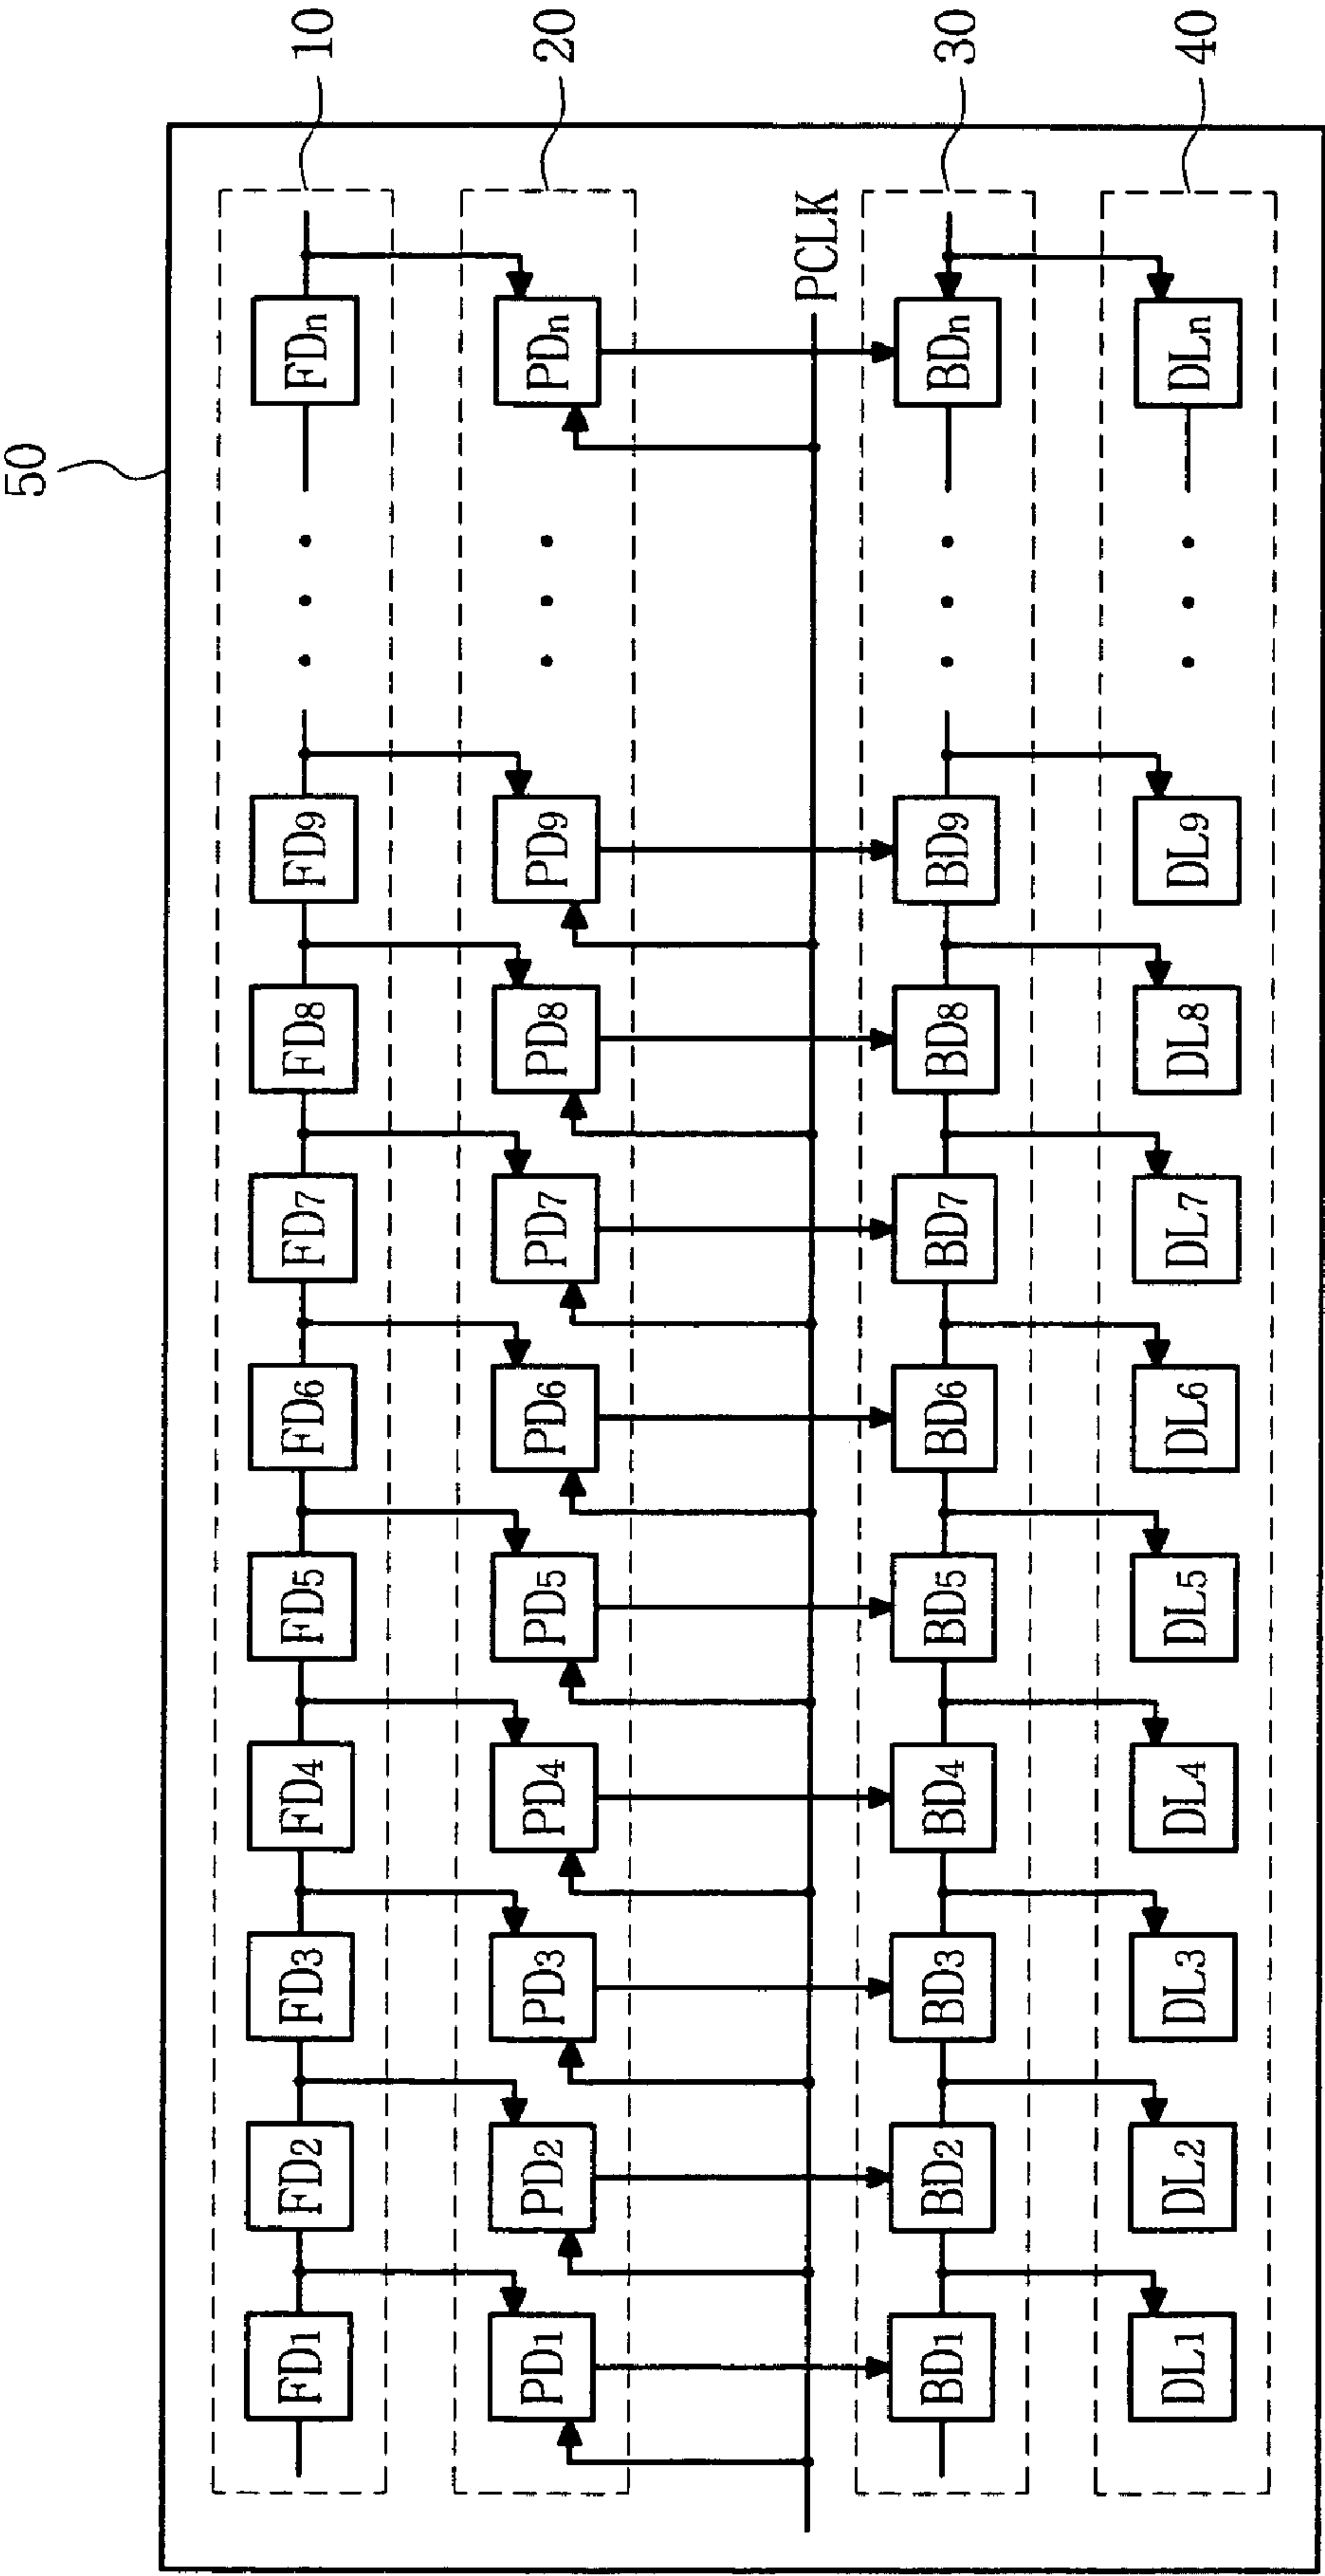 50
FD1 FD2 FD3 FD4 FD5 FD6 FD7 FD8 FD9 FDn 10
PD1 PD2 PD3 PD4 PD5 PD6 PD7 PD8 PD9 PDn 20
PCLK
BD1 BD2 BD3 BD4 BD5 BD6 BD7 BD8 BD9 BDn 30
DL1 DL2 DL3 DL4 DL5 DL6 DL7 DL8 DL9 DLn 40